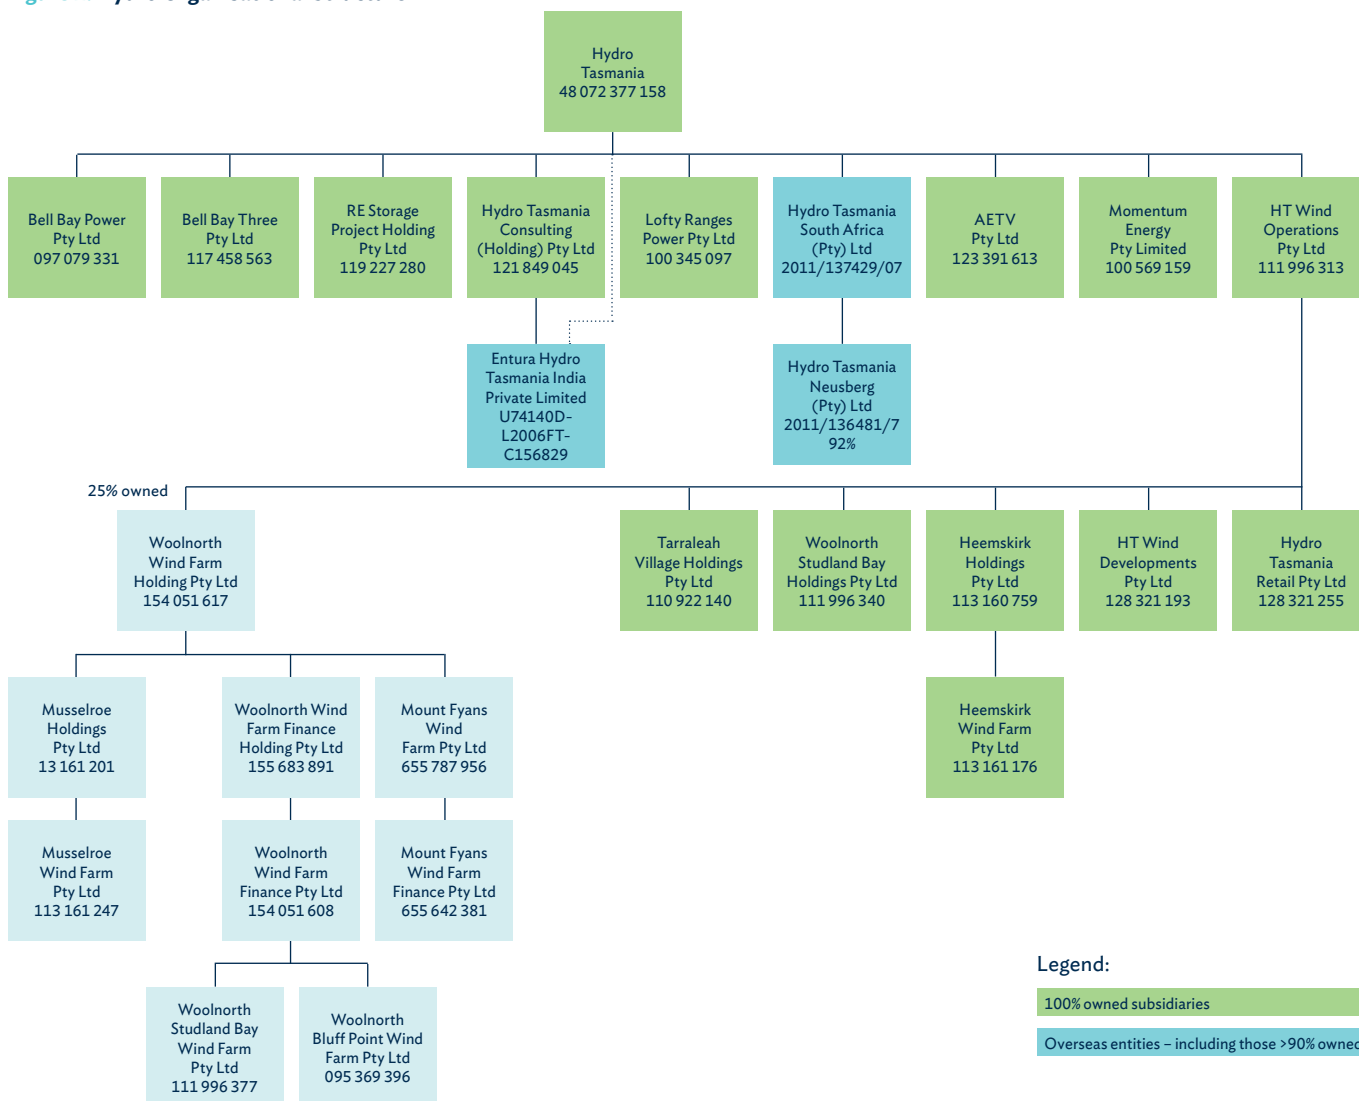 Hydro
Tasmania
48 072 377 158
Bell Bay Power
Pty Ltd
097 079 331
Bell Bay Three
Pty Ltd
117 458 563
RE Storage
Project Holding
Pty Ltd
119 227 280
Hydro Tasmania
Consulting
(Holding) Pty Ltd
121 849 045
Lofty Ranges
Power Pty Ltd
100 345 097
Hydro Tasmania
South Africa
(Pty) Ltd
2011/137429/07
AETV
Pty Ltd
123 391 613
Momentum
Energy
Pty Limited
100 569 159
HT Wind
Operations
Pty Ltd
111 996 313
Entura Hydro
Tasmania India
Private Limited
U74140D-
L2006FT-
C156829
Hydro Tasmania
Neusberg
(Pty) Ltd
2011/136481/7
92%
25% owned
Woolnorth
Wind Farm
Holding Pty Ltd
154 051 617
Tarraleah
Village Holdings
Pty Ltd
110 922 140
Woolnorth
Studland Bay
Holdings Pty Ltd
111 996 340
Heemskirk
Holdings
Pty Ltd
113 160 759
HT Wind
Developments
Pty Ltd
128 321 193
Hydro
Tasmania
Retail Pty Ltd
128 321 255
Musselroe
Holdings
Pty Ltd
13 161 201
Woolnorth Wind
Farm Finance
Holding Pty Ltd
155 683 891
Mount Fyans
Wind
Farm Pty Ltd
655 787 956
Heemskirk
Wind Farm
Pty Ltd
113 161 176
Musselroe
Wind Farm
Pty Ltd
113 161 247
Woolnorth
Wind Farm
Finance Pty Ltd
154 051 608
Mount Fyans
Wind Farm
Finance Pty Ltd
655 642 381
Woolnorth
Studland Bay
Wind Farm
Pty Ltd
111 996 377
Woolnorth
Bluff Point Wind
Farm Pty Ltd
095 369 396
Legend:
100% owned subsidiaries
Overseas entities – including those >90% owned